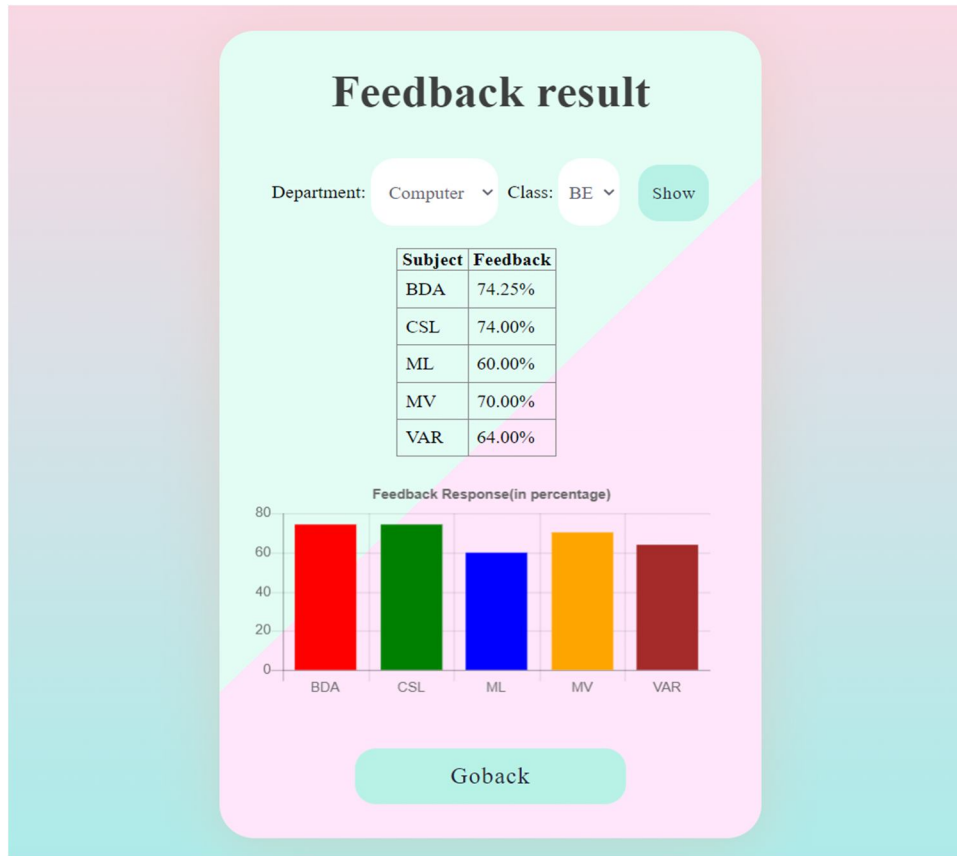 Feedback result
Department: Computer Class: BE Show
Subject Feedback
BDA 74.25%
CSL 74.00%
ML 60.00%
MV 70.00%
VAR 64.00%
Feedback Response(in percentage)
80
60
40
20
0
BDA CSL ML MV VAR
Goback